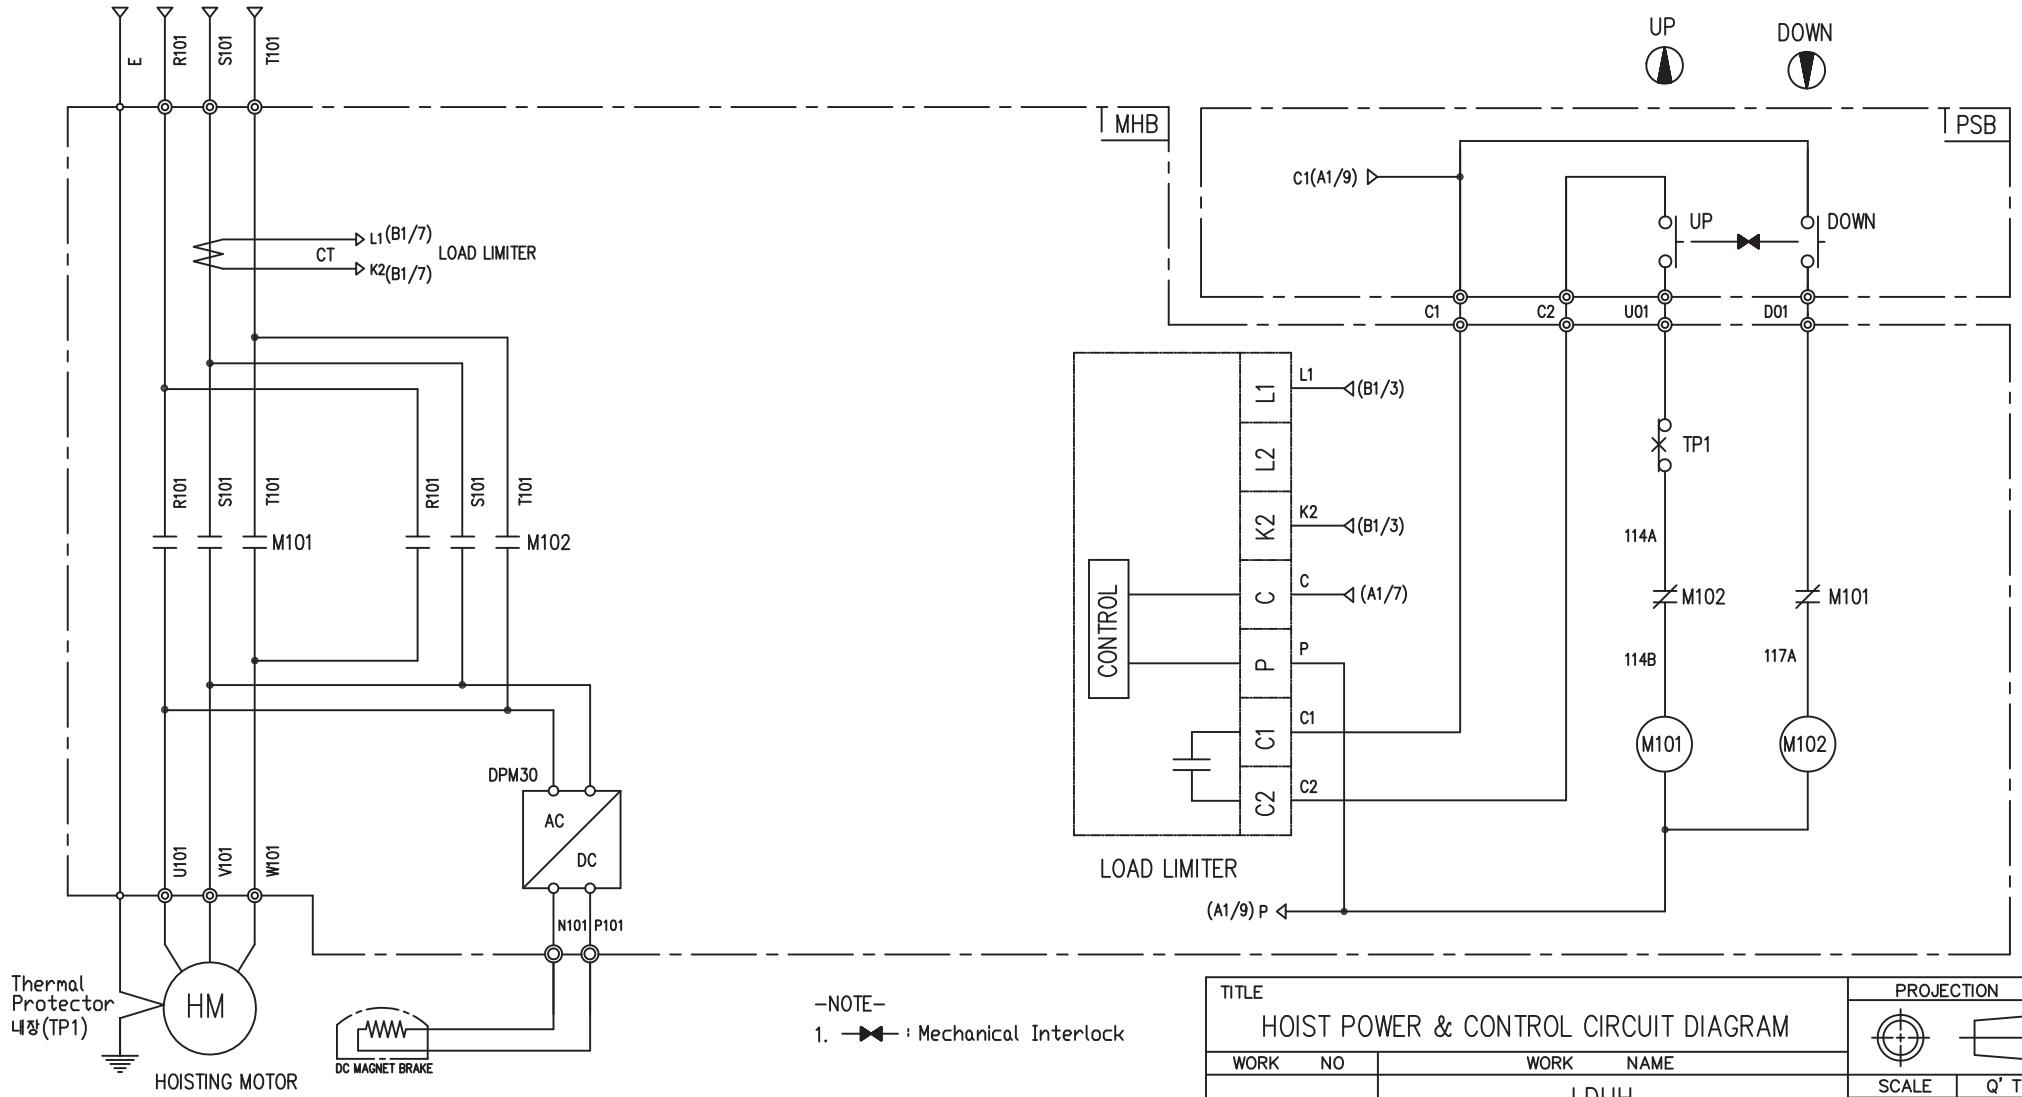 E
R101
S101
T101
UP
DOWN
MHB
PSB
C1(A1/9)
UP
DOWN
L1(B1/7)
CT
LOAD LIMITER
K2(B1/7)
C1
C2
U01
D01
L1
L1
(B1/3)
L2
TP1
R101
S101
T101
R101
S101
T101
K2
K2
(B1/3)
114A
M101
M102
CONTROL
C
C
(A1/7)
M102
M101
P
P
114B
117A
C1
C1
M101
M102
DPM30
AC
DC
C2
C2
U101
V101
W101
LOAD LIMITER
(A1/9) P
N101
P101
Thermal
Protector
내장(TP1)
HM
HOISTING MOTOR
DC MAGNET BRAKE
-NOTE-
1. : Mechanical Interlock
TITLE
HOIST POWER & CONTROL CIRCUIT DIAGRAM
PROJECTION
WORK NO
WORK NAME
SCALE